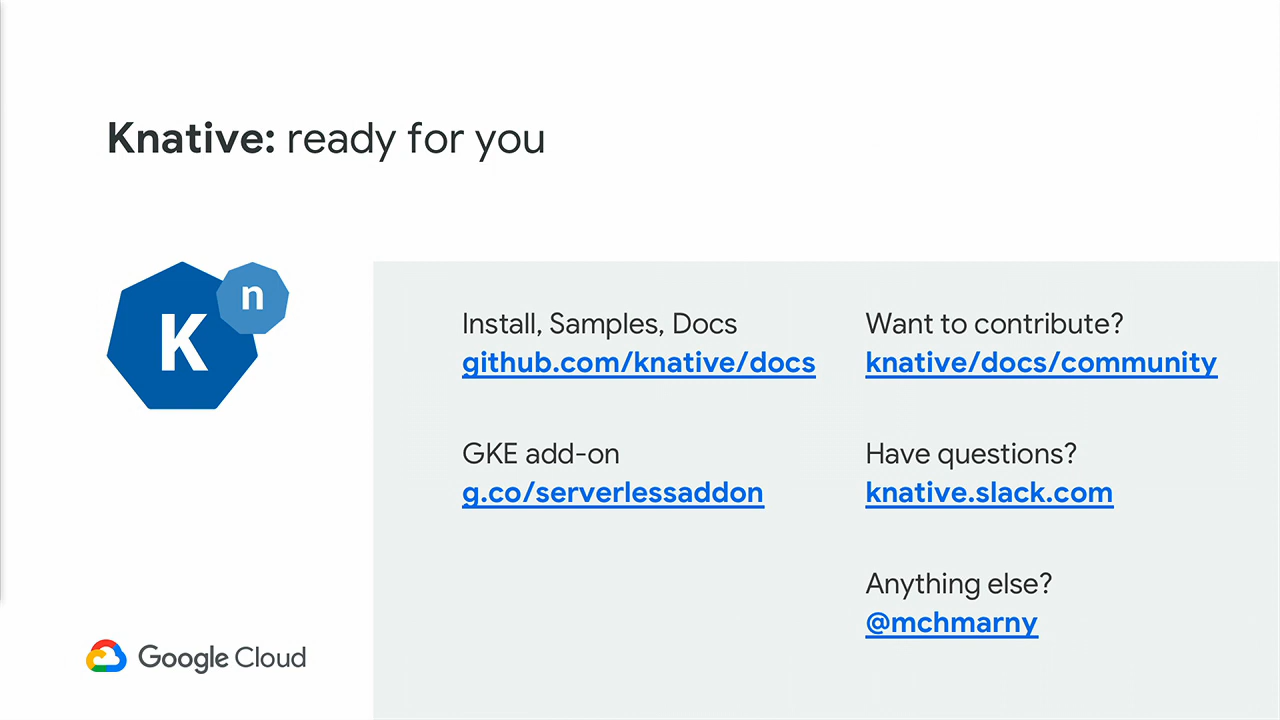 Knative: ready for you
K
n
Install, Samples, Docs
github.com/knative/docs
GKE add-on
g.co/serverlessaddon
Want to contribute?
knative/docs/community
Have questions?
knative.slack.com
Anything else?
@mchmarny
Google Cloud